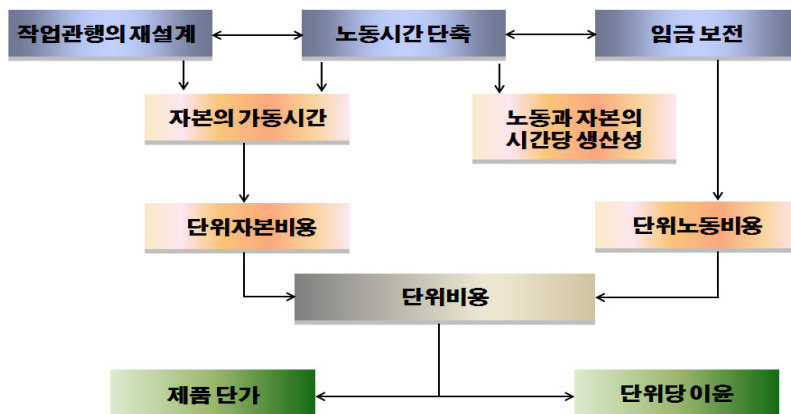 작업관행의 재설계
노동시간 단축
임금 보전
자본의 가동시간
노동과 자본의
시간당 생산성
단위자본비용
단위노동비용
단위비용
제품 단가
단위당 이윤